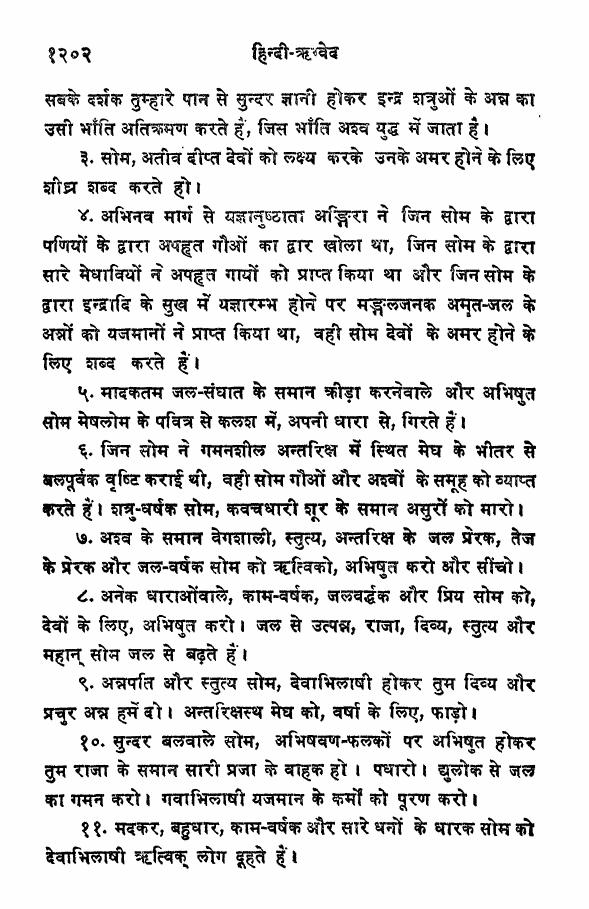 १२०२
हिन्दी-ऋग्वेद
सबके दर्शक तुम्हारे पान से सुन्दर ज्ञानी होकर इन्द्र शत्रुओं के अन्न का
उसी भाँति अतिक्रमण करते हैं, जिस भाँति अश्व युद्ध में जाता है।
३. सोम, अतीव दीप्त देवों को लक्ष्य करके उनके अमर होने के लिए
शीघ्र शब्द करते हो।
४. अभिनव मार्ग से यज्ञानुष्ठाता अङ्गिरा ने जिन सोम के द्वारा
पणियों के द्वारा अपहृत गौओं का द्वार खोला था, जिन सोम के द्वारा
सारे मेधावियों ने अपहृत गायों को प्राप्त किया था और जिन सोम के
द्वारा इन्द्रादि के सुख में यज्ञारम्भ होने पर मङ्गलजनक अमृत-जल के
अन्नों को यजमानों ने प्राप्त किया था, वही सोम देवों के अमर होने के
लिए शब्द करते हैं।
५. मादकतम जल-संघात के समान क्रीड़ा करनेवाले और अभिषुत
सोम मेषलोम के पवित्र से कलश में, अपनी धारा से, गिरते हैं।
६. जिन सोम ने गमनशील अन्तरिक्ष में स्थित मेघ के भीतर से
बलपूर्वक वृष्टि कराई थी, वही सोम गौओं और अश्वों के समूह को व्याप्त
करते हैं। शत्रु-धर्षक सोम, कवचधारी शूर के समान असुरों को मारो।
७. अश्व के समान वेगशाली, स्तुत्य, अन्तरिक्ष के जल प्रेरक, तेज
के प्रेरक और जल-वर्षक सोम को ऋत्विको, अभिषुत करो और सींचो।
८. अनेक धाराओंवाले, काम-वर्षक, जलवर्द्धक और प्रिय सोम को,
देवों के लिए, अभिषुत करो। जल से उत्पन्न, राजा, दिव्य, स्तुत्य और
महान् सोम जल से बढ़ते हैं।
९. अन्नपति और स्तुत्य सोम, देवाभिलाषी होकर तुम दिव्य और
प्रचुर अन्न हमें दो। अन्तरिक्षस्थ मेघ को, वर्षा के लिए, फाड़ो।
१०. सुन्दर बलवाले सोम, अभिषवण-फलकों पर अभिषुत होकर
तुम राजा के समान सारी प्रजा के वाहक हो। पधारो। द्युलोक से जल
का गमन करो। गवाभिलाषी यजमान के कर्मों को पूरण करो।
११. मदकर, बहुधार, काम-वर्षक और सारे धनों के धारक सोम को
देवाभिलाषी ऋत्विक् लोग दूहते हैं।